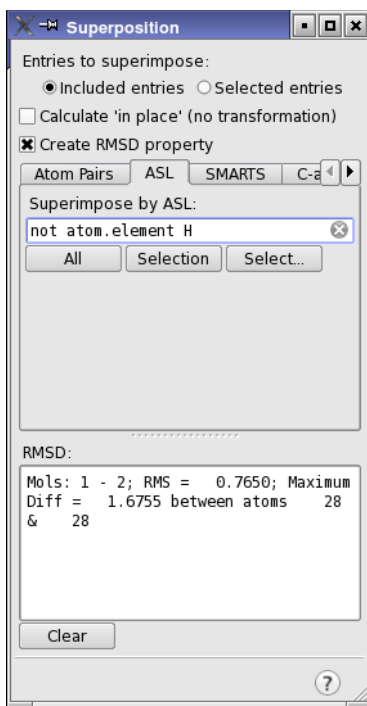 Superposition
Entries to superimpose:
Included entries Selected entries
Calculate 'in place' (no transformation)
Create RMSD property
Atom Pairs ASL SMARTS C-a
Superimpose by ASL:
not atom.element H
All Selection Select...
RMSD:
Mols: 1 - 2; RMS =   0.7650; Maximum
Diff =   1.6755 between atoms    28
&    28
Clear
?